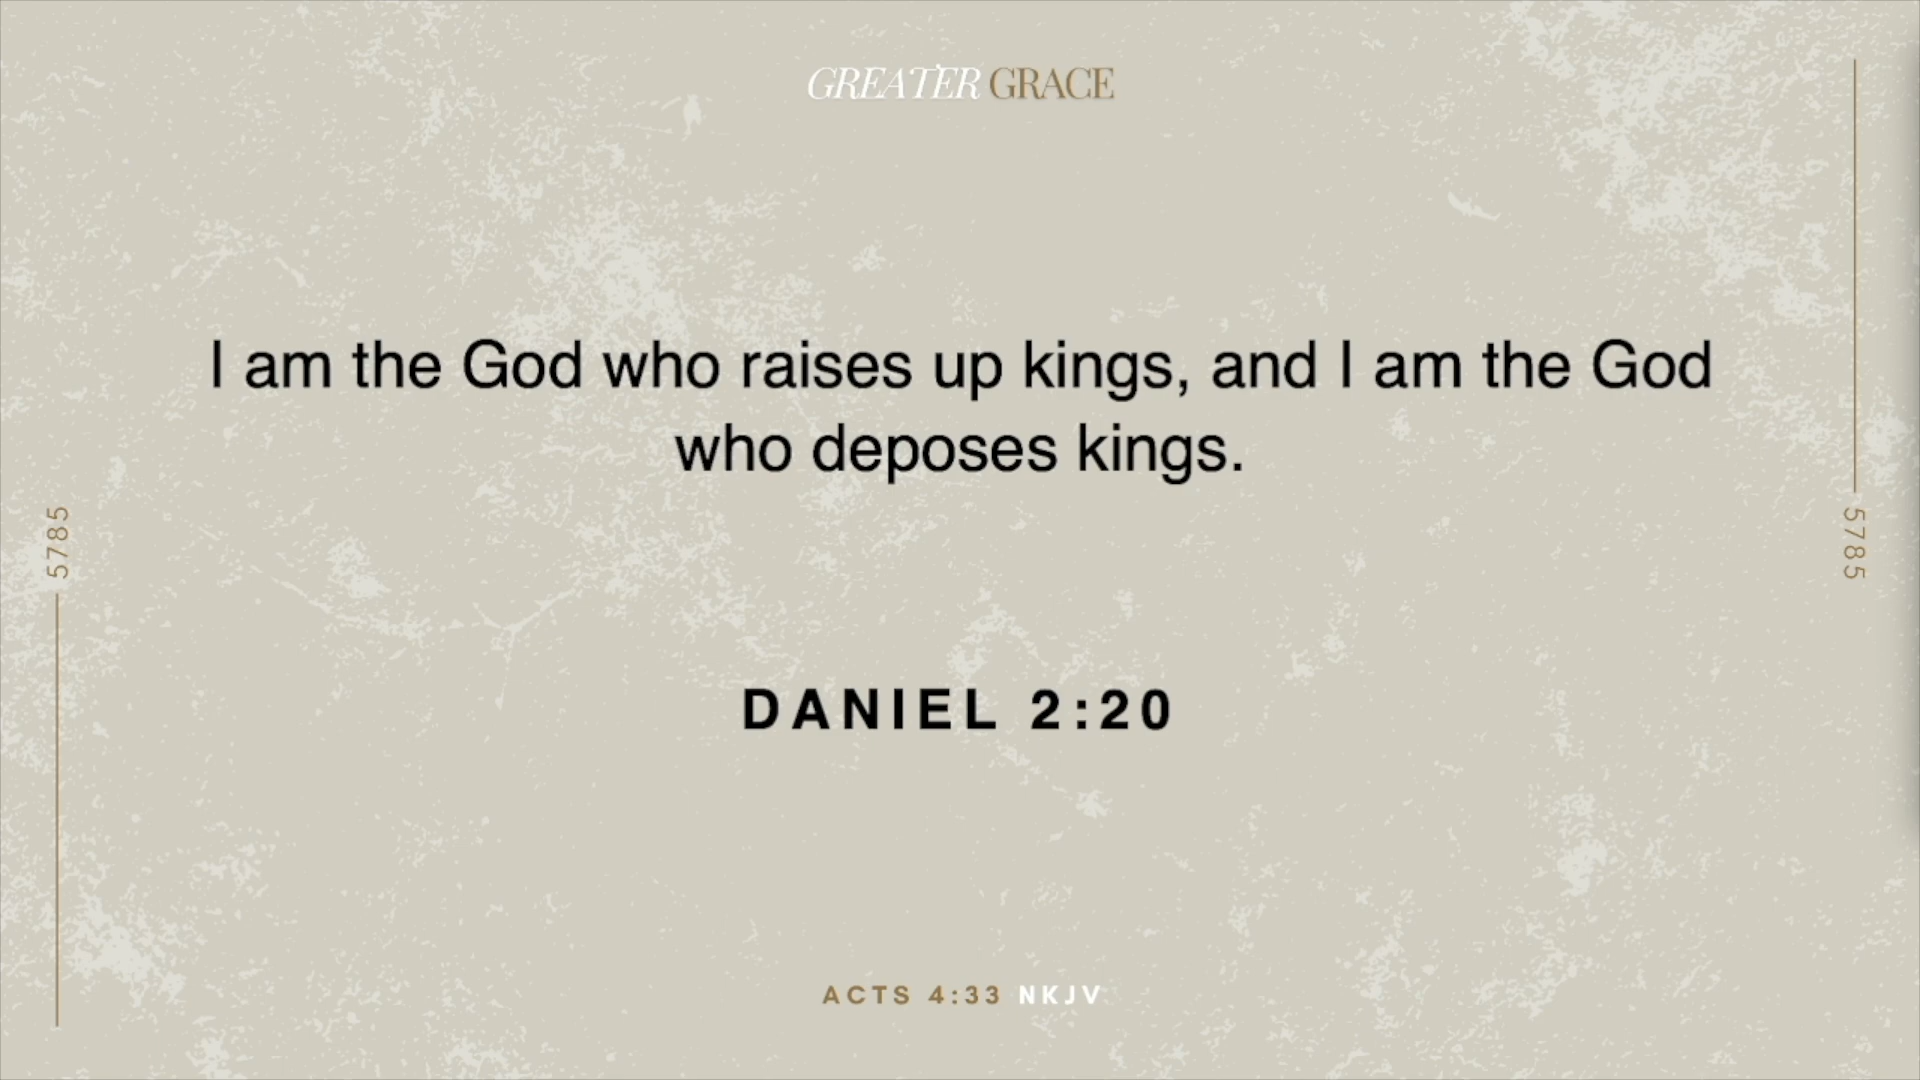 GREATER GRACE
I am the God who raises up kings, and I am the God
who deposes kings.
5785
5785
DANIEL 2:20
ACTS 4:33 NKJV